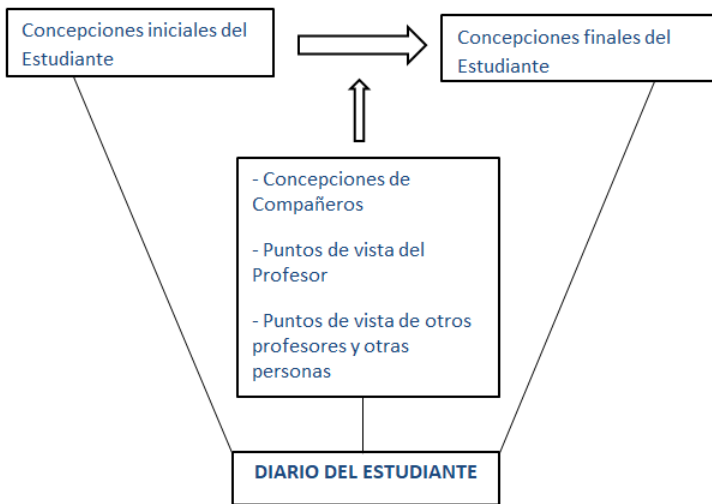 Concepciones iniciales del
Estudiante
Concepciones finales del
Estudiante
- Concepciones de
Compañeros
- Puntos de vista del
Profesor
- Puntos de vista de otros
profesores y otras
personas
DIARIO DEL ESTUDIANTE